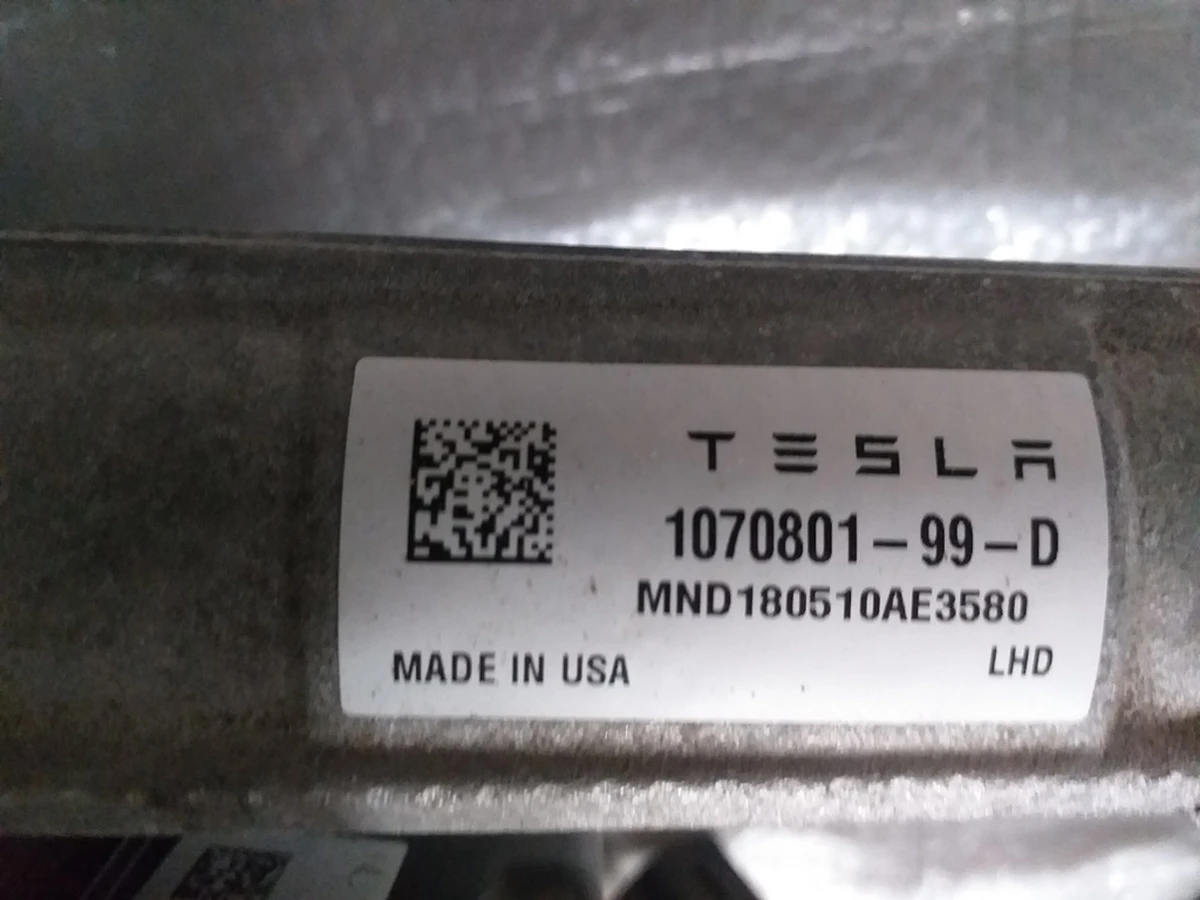 TESLA
1070801-99-D
MND180510AE3580
MADE IN USA
LHD